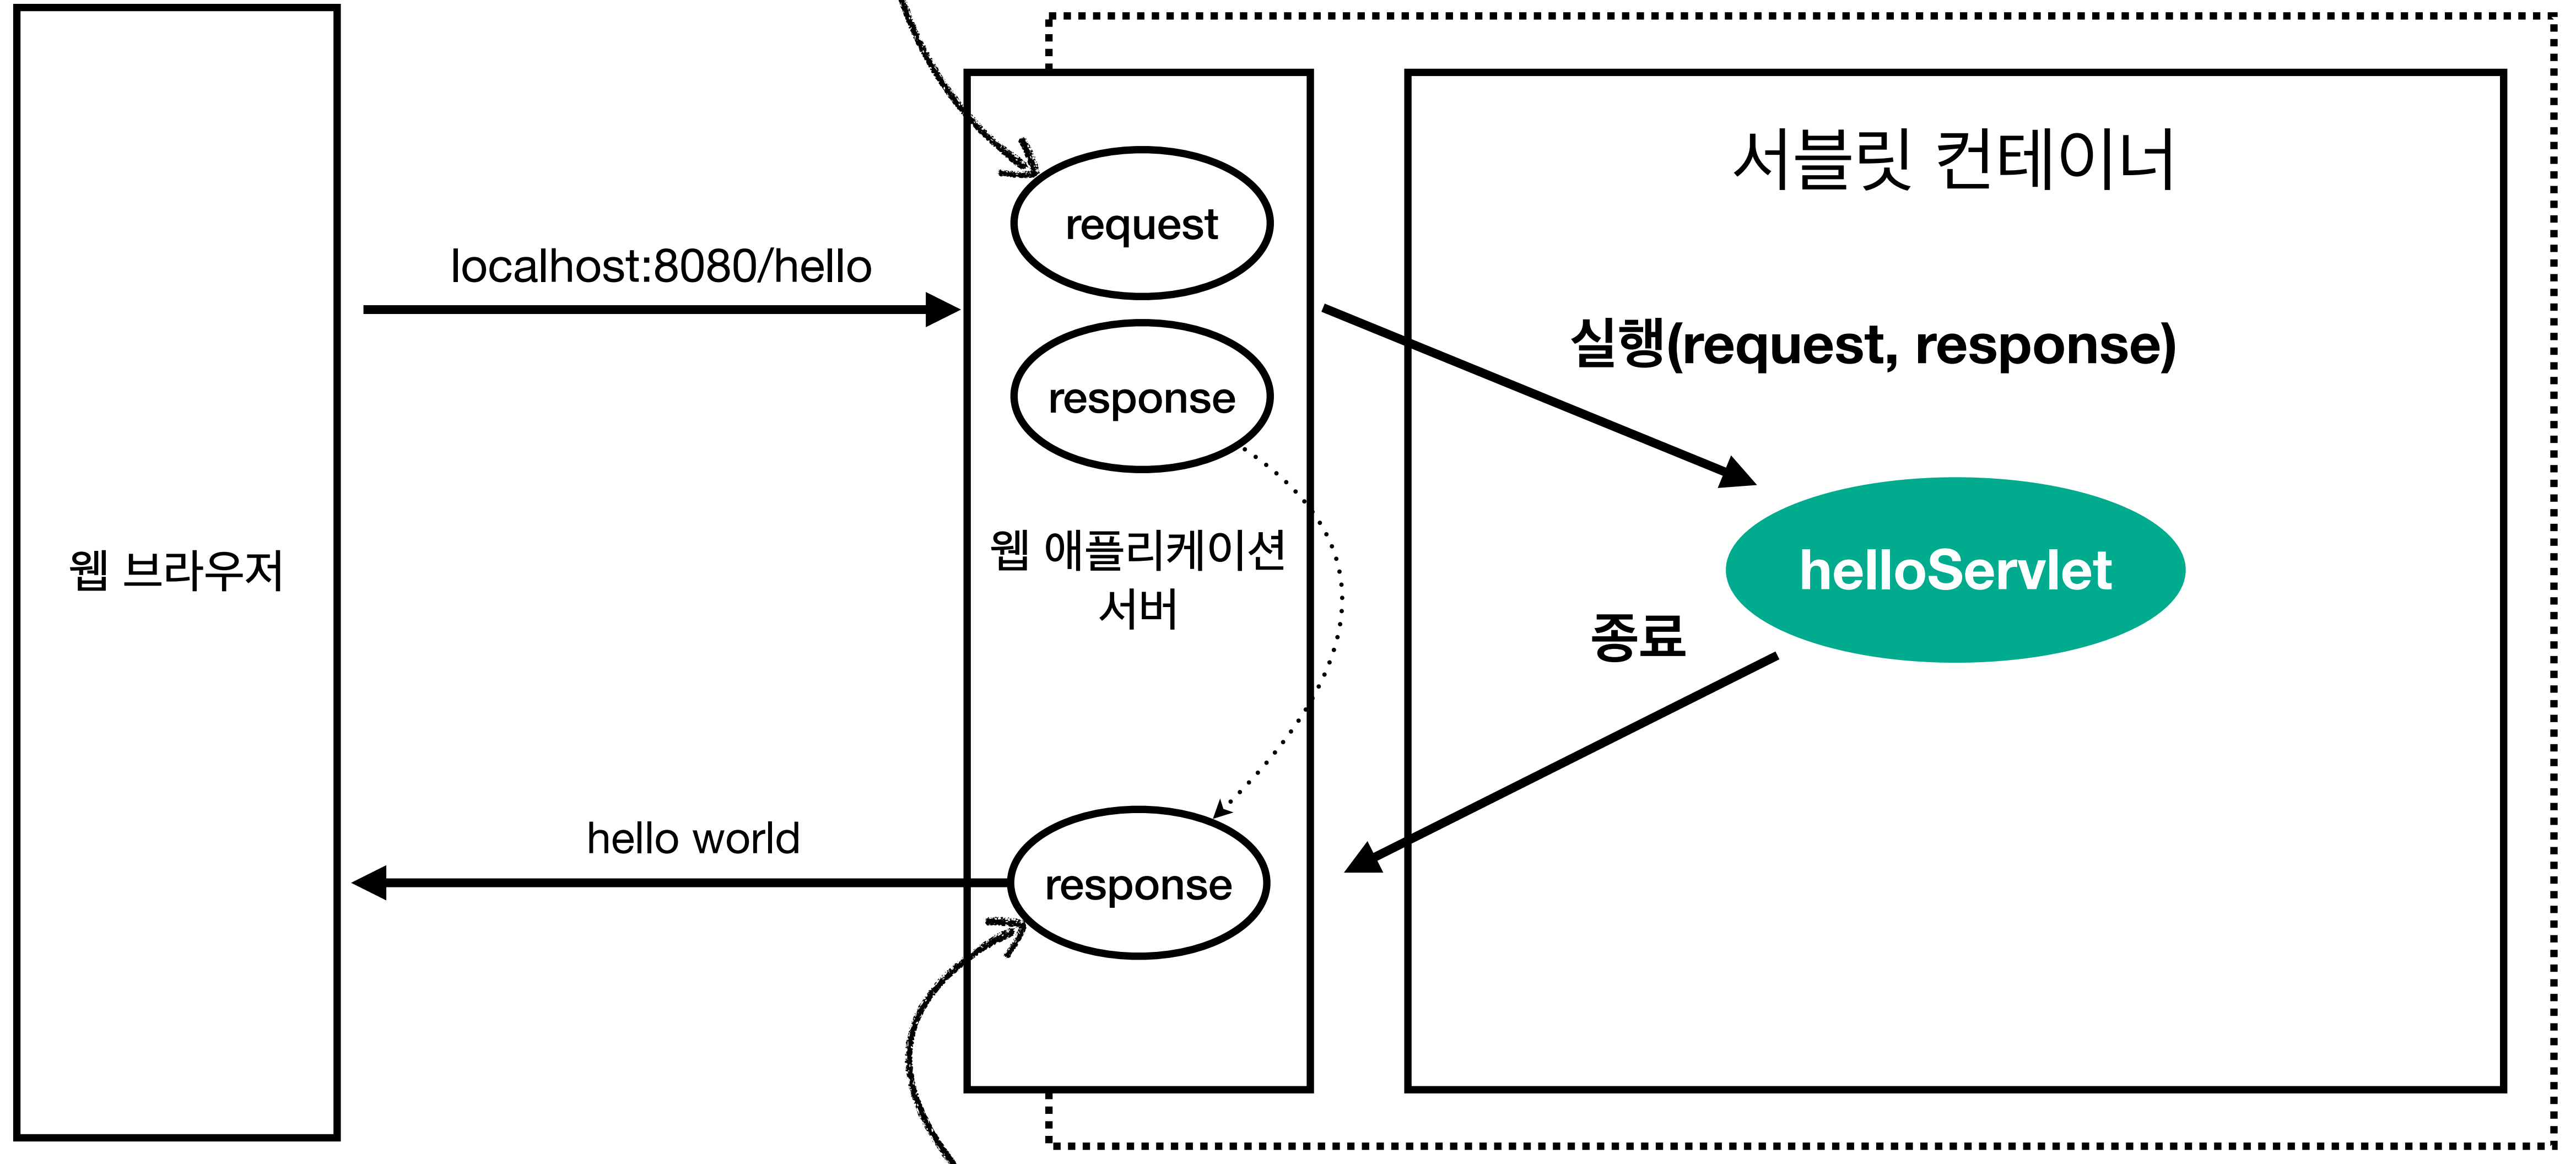 웹 브라우저
localhost:8080/hello
request
response
웹 애플리케이션
서버
hello world
response
서블릿 컨테이너
실행(request, response)
helloServlet
종료